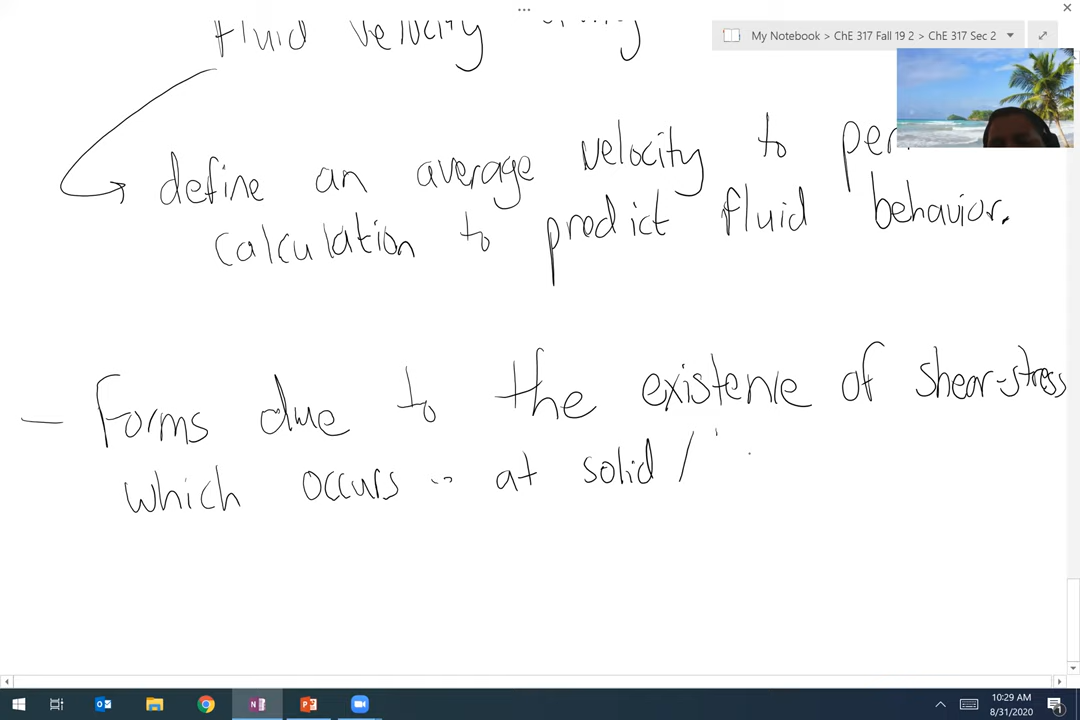 ...
My Notebook > ChE 317 Fall 19 2 > ChE 317 Sec 2
fluid velocity
define an average velocity to per
calculation to predict fluid behavior.
– Forms due to the existence of shear-stress
which occurs at solid /
10:29 AM
8/31/2020